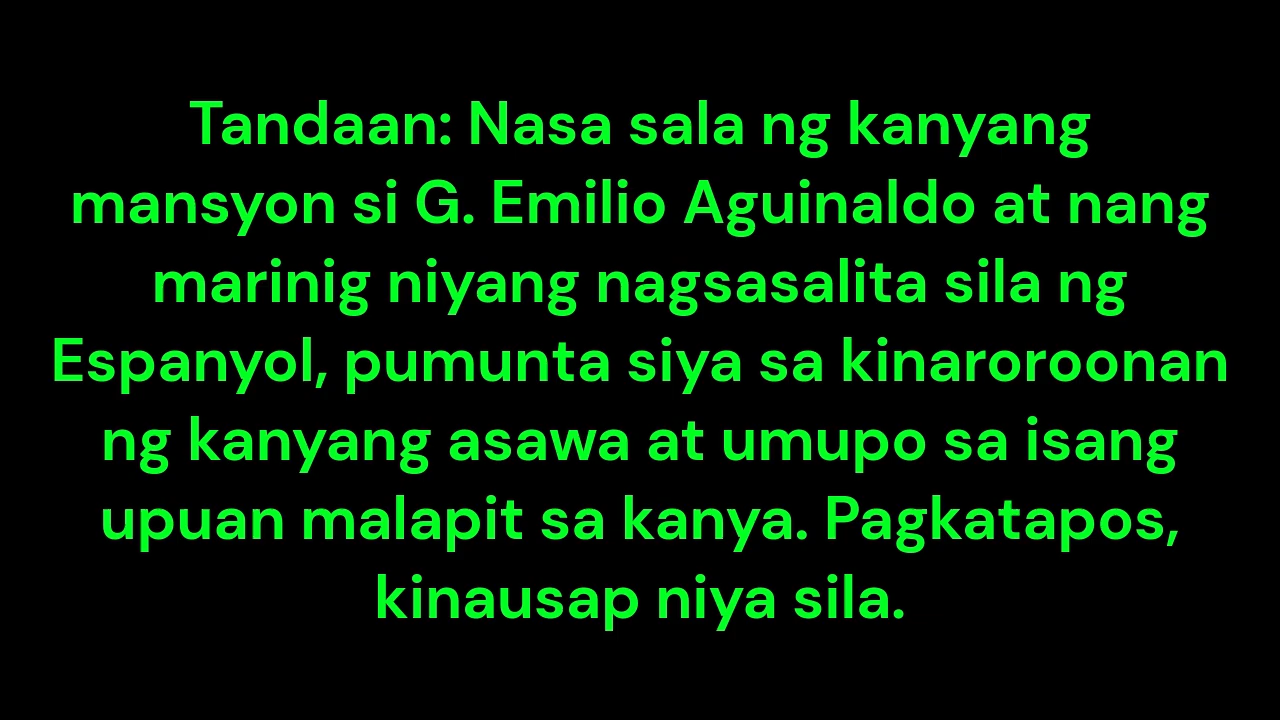 Tandaan: Nasa sala ng kanyang
mansyon si G. Emilio Aguinaldo at nang
marinig niyang nagsasalita sila ng
Espanyol, pumunta siya sa kinaroroonan
ng kanyang asawa at umupo sa isang
upuan malapit sa kanya. Pagkatapos,
kinausap niya sila.